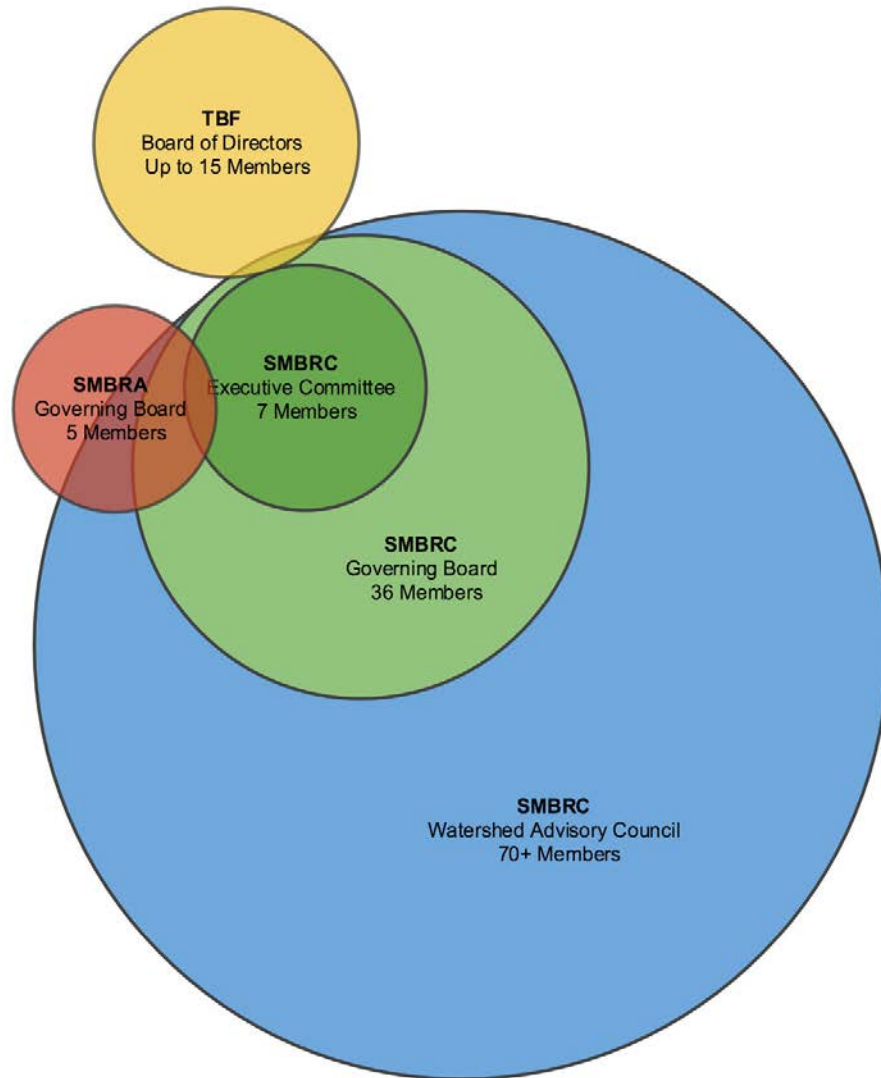 TBF
Board of Directors
Up to 15 Members
SMBRC
Executive Committee
7 Members
SMBRA
Governing Board
5 Members
SMBRC
Governing Board
36 Members
SMBRC
Watershed Advisory Council
70+ Members